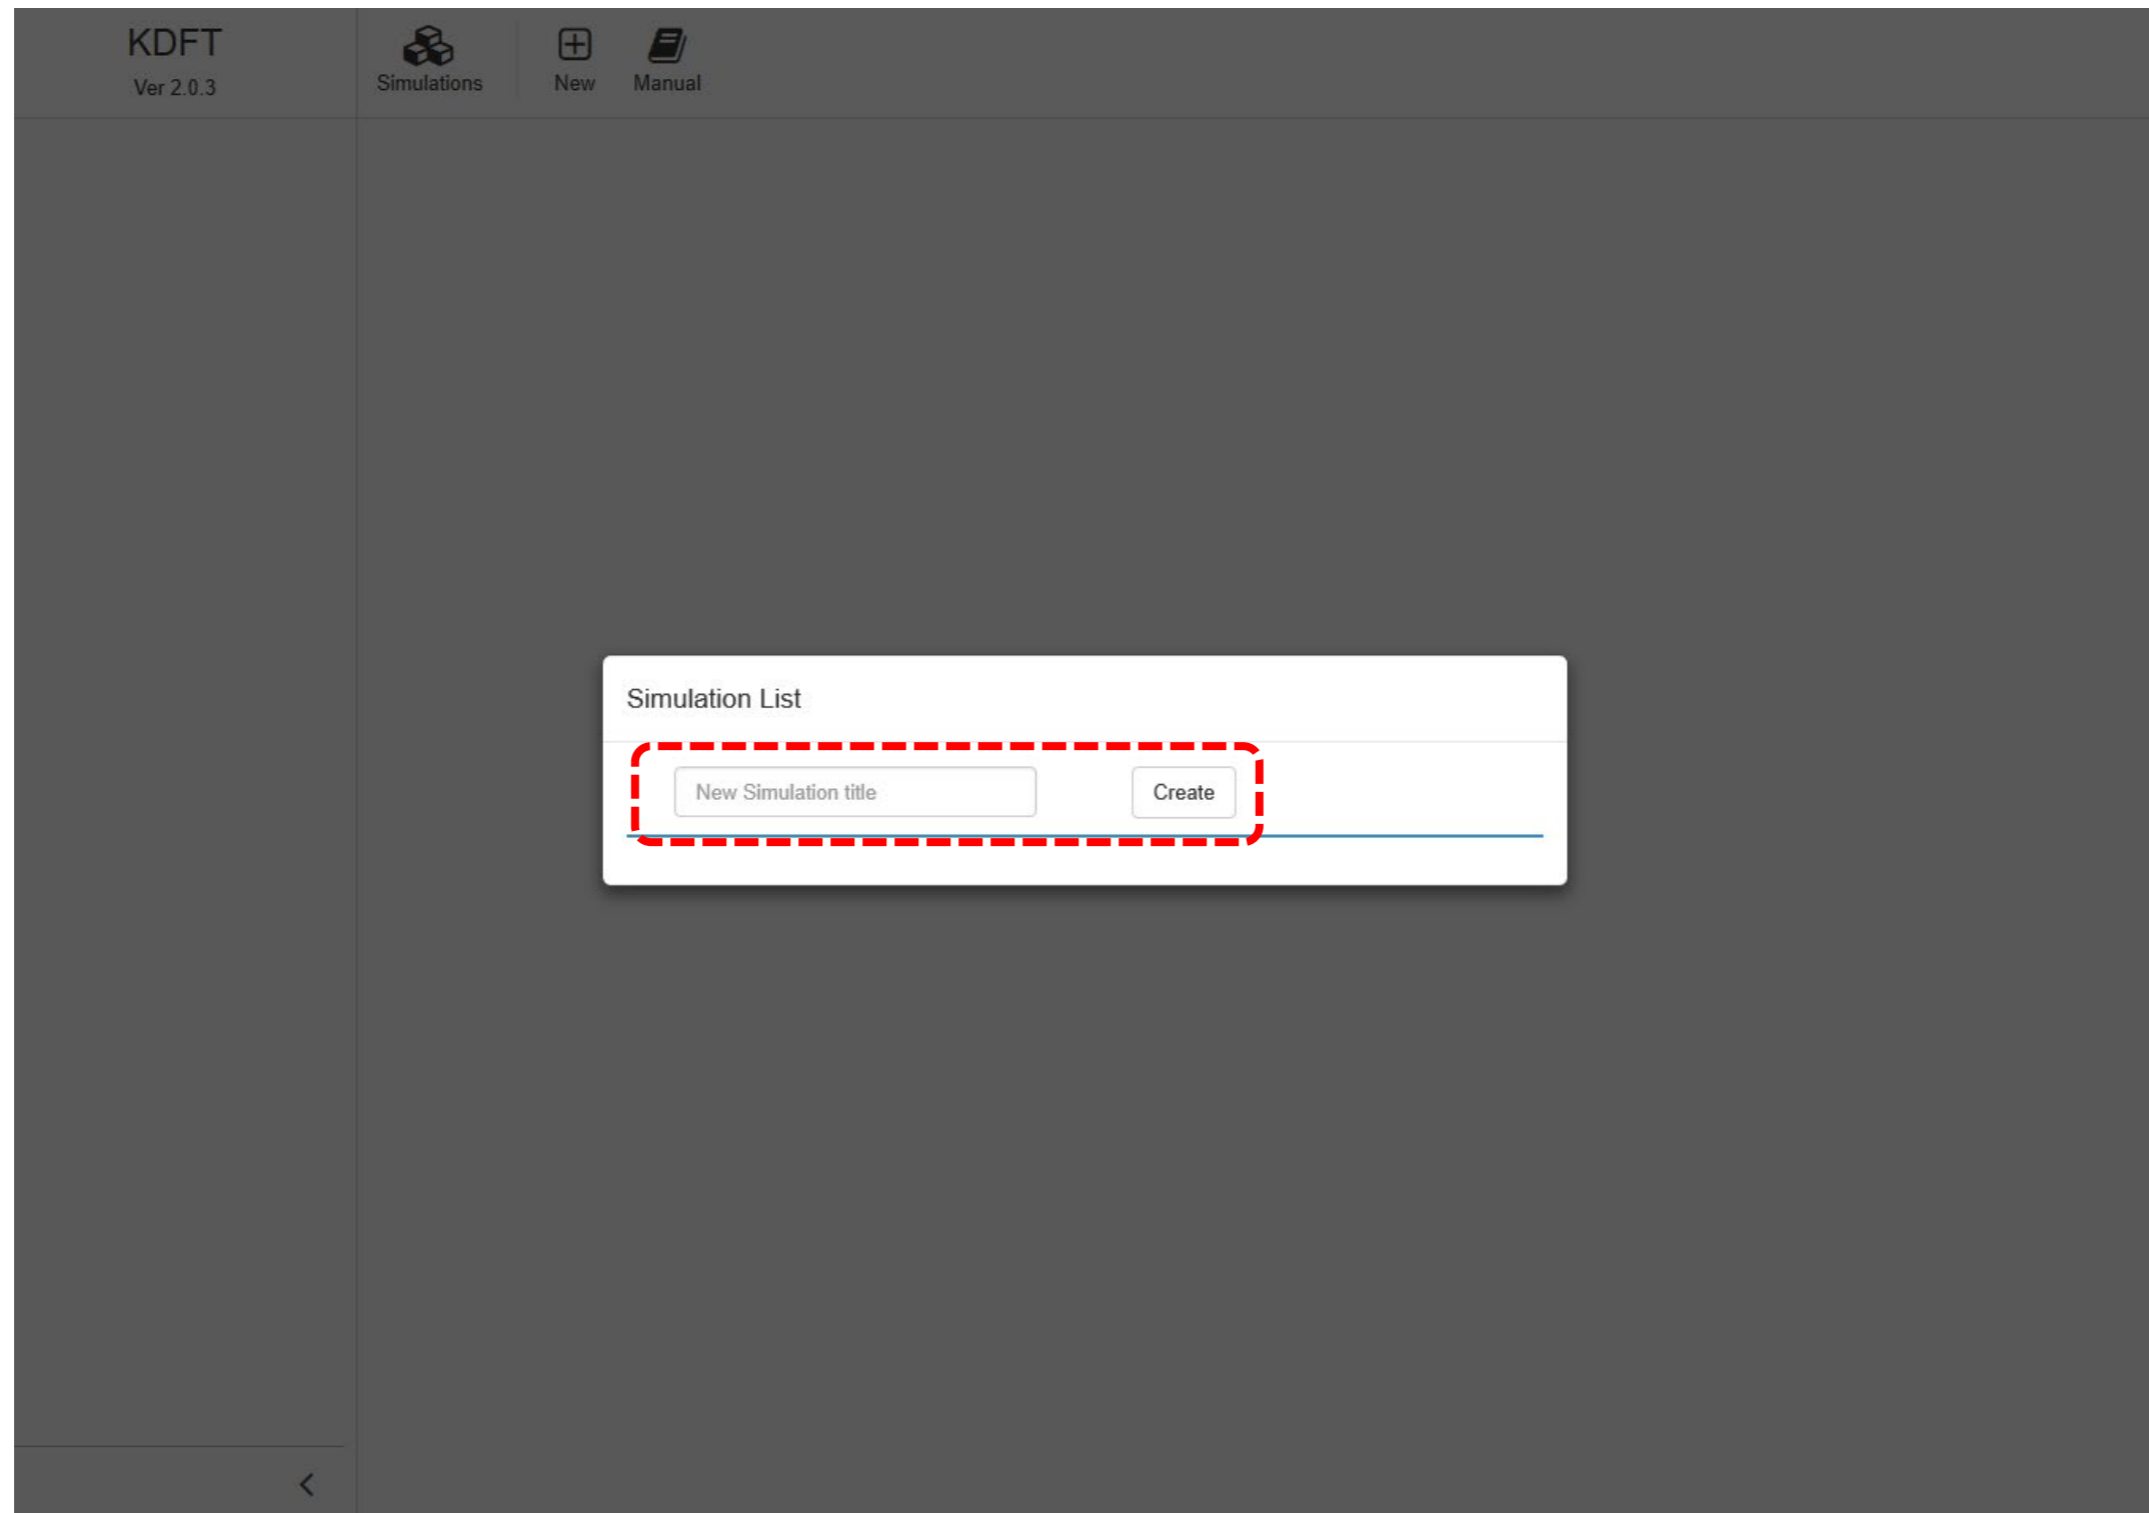 KDFT
Ver 2.0.3
Simulations
New
Manual
Simulation List
New Simulation title
Create